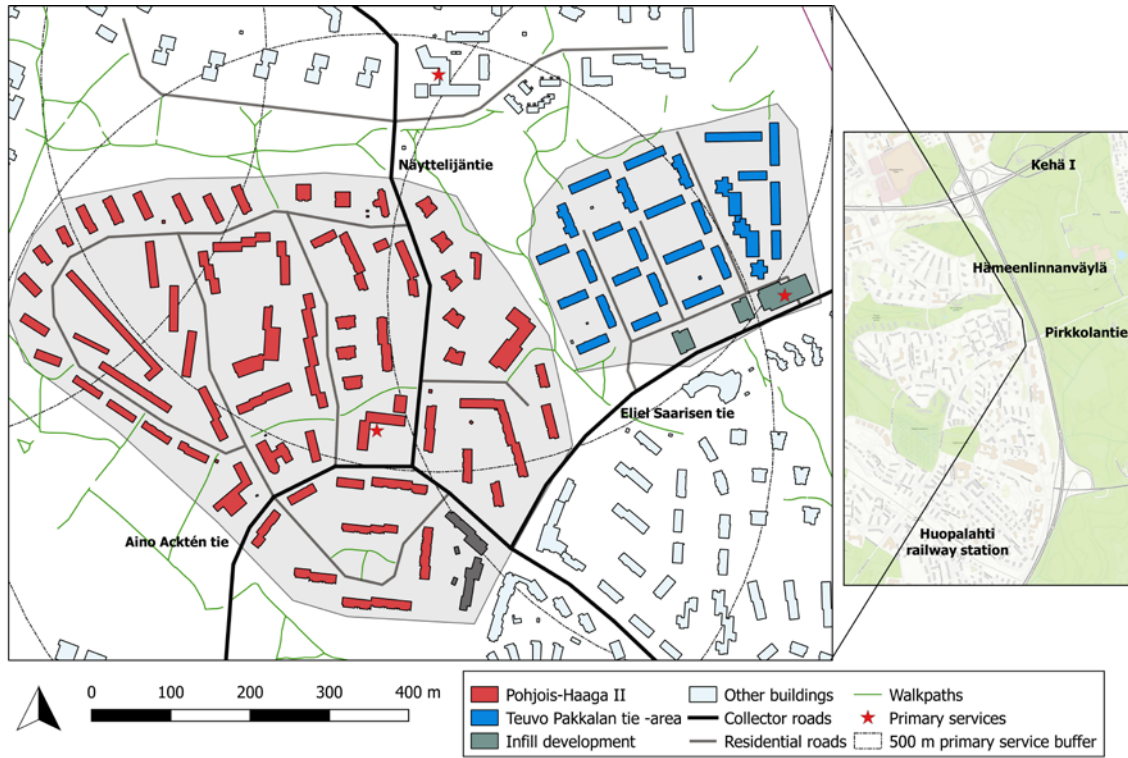 Näyttelijäntie
Eliel Saarisen tie
Aino Acktén tie
Kehä I
Hämeenlinnanväylä
Pirkkolantie
Huopalahti
railway station
0 100 200 300 400 m
Pohjois-Haaga II
Teuvo Pakkalan tie -area
Infill development
Other buildings
Collector roads
Residential roads
Walkpaths
Primary services
500 m primary service buffer